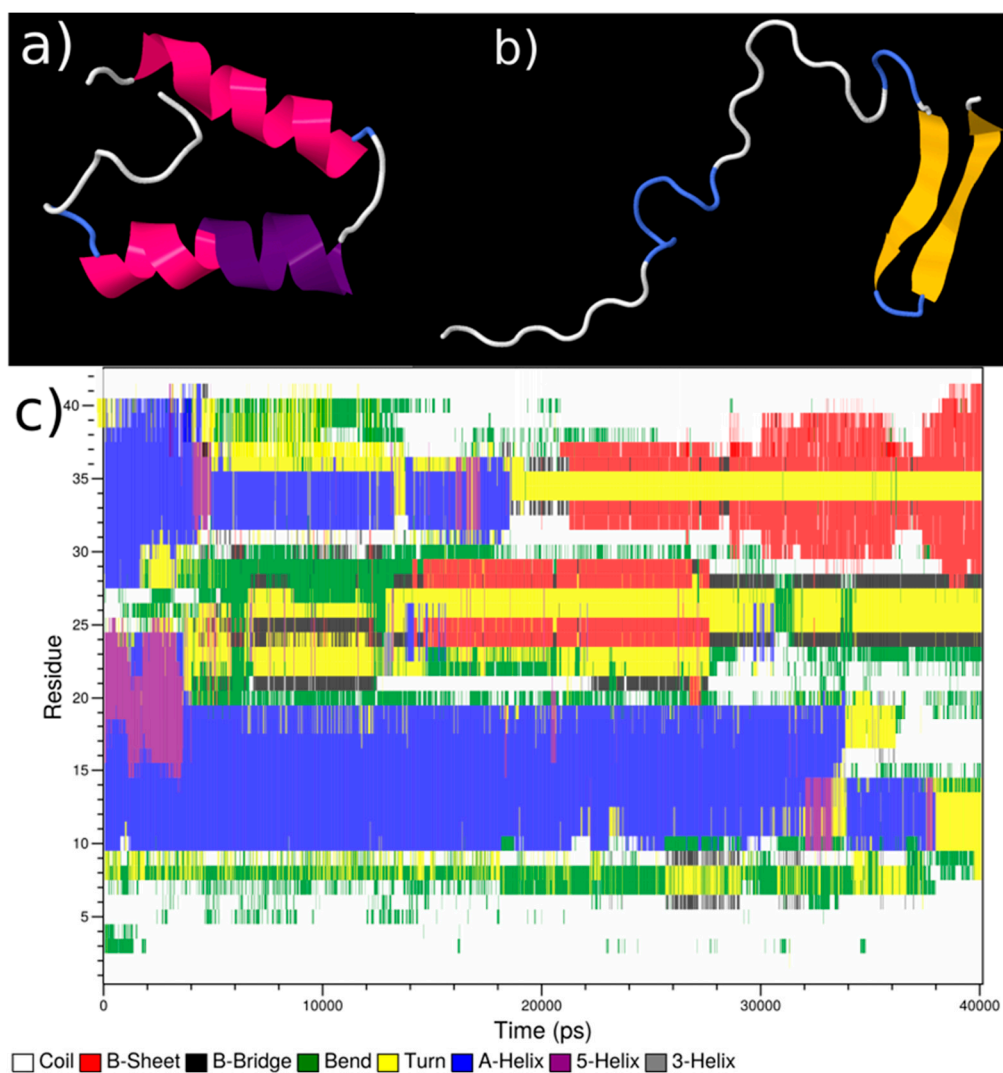 a)
b)
c)
40
35
30
25
20
15
10
5
Residue
0
10000
20000
30000
40000
Time (ps)
Coil B-Sheet B-Bridge Bend Turn A-Helix 5-Helix 3-Helix